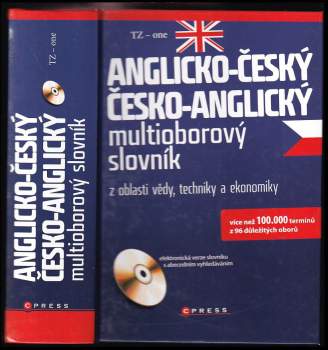 TZ - one
ANGLICKO-ČESKÝ
ČESKO-ANGLICKÝ
multioborový slovník
CPRESS
TZ - one
ANGLICKO-ČESKÝ
ČESKO-ANGLICKÝ
multioborový
slovník
z oblasti vědy, techniky a ekonomiky
více než 100.000 termínů
z 96 důležitých oborů
elektronická verze slovníku
s abecedním vyhledáváním
CPRESS